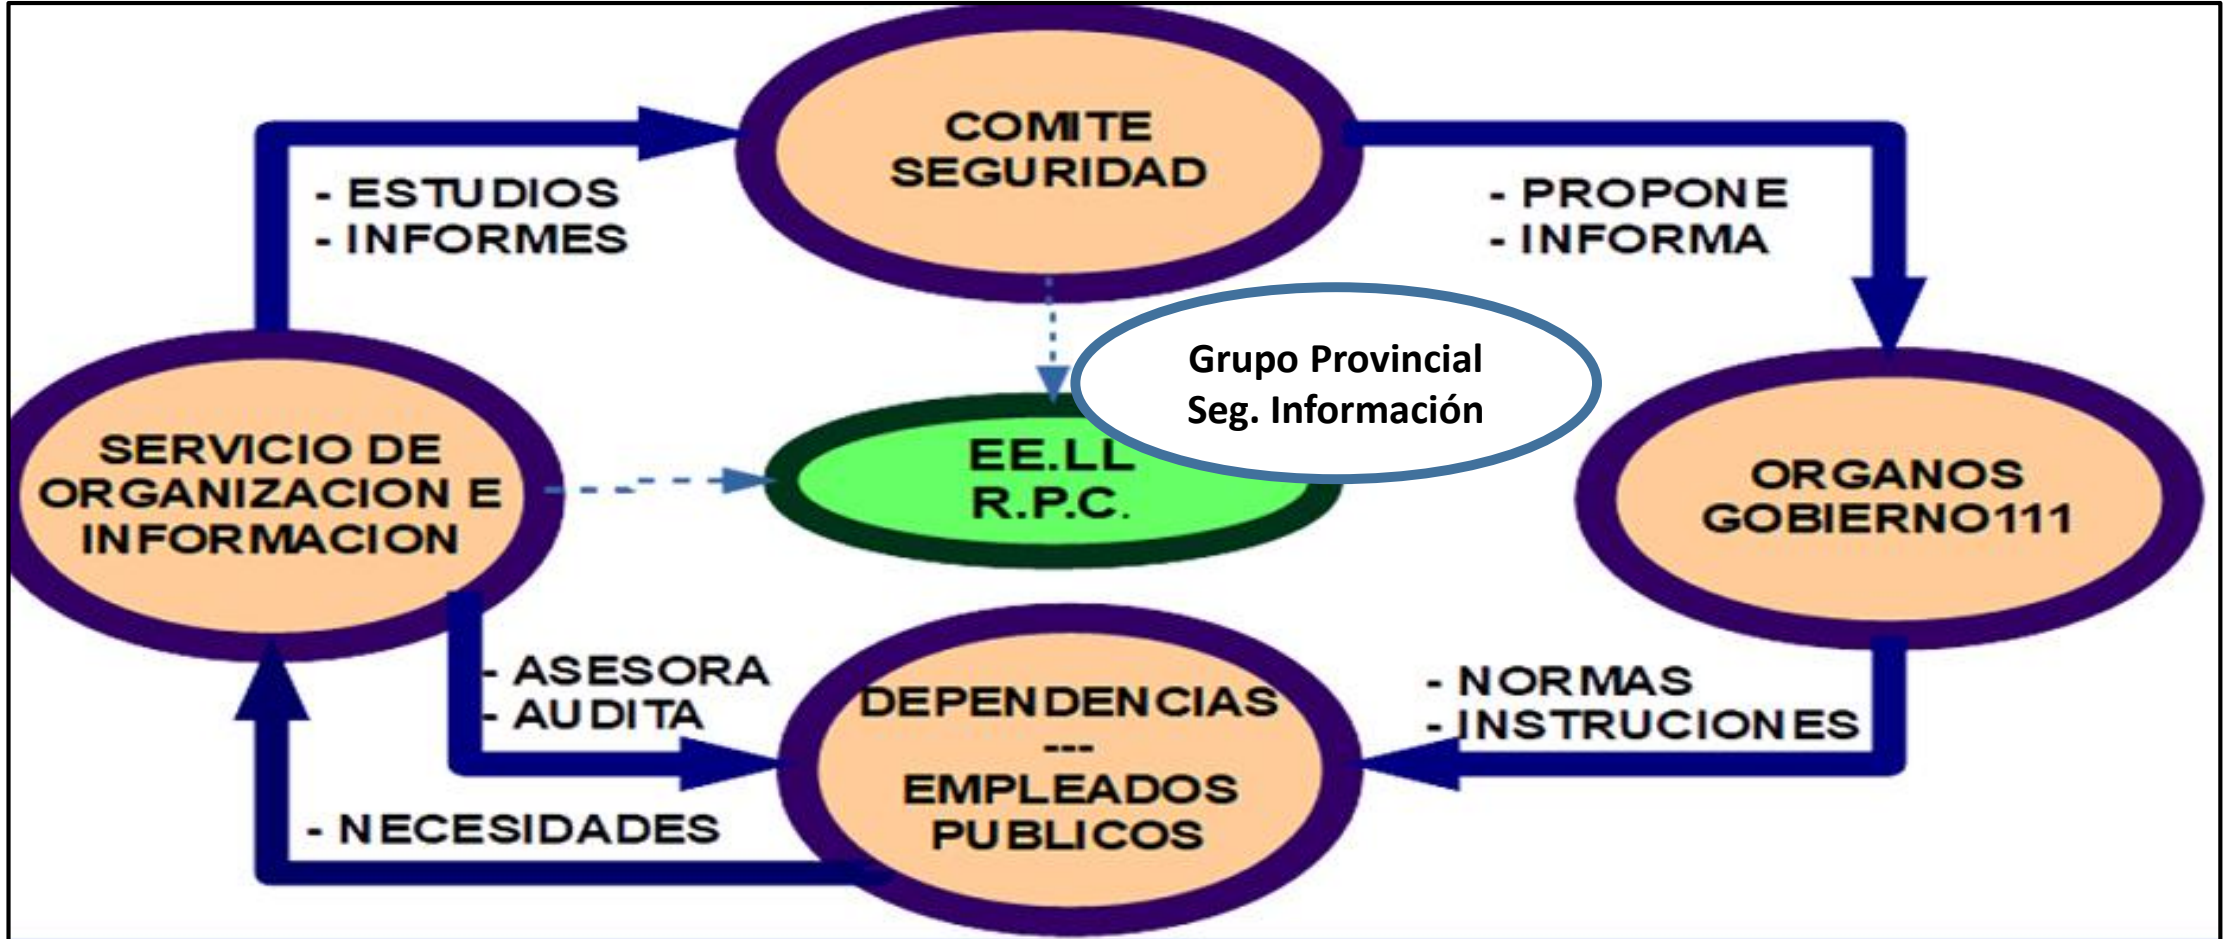 COMITE
SEGURIDAD
- ESTUDIOS
- INFORMES
- PROPONE
- INFORMA
Grupo Provincial
Seg. Información
SERVICIO DE
ORGANIZACION E
INFORMACION
EE.LL
R.P.C.
ORGANOS
GOBIERNO111
- ASESORA
- AUDITA
DEPENDENCIAS
---
EMPLEADOS
PUBLICOS
- NORMAS
- INSTRUCIONES
- NECESIDADES